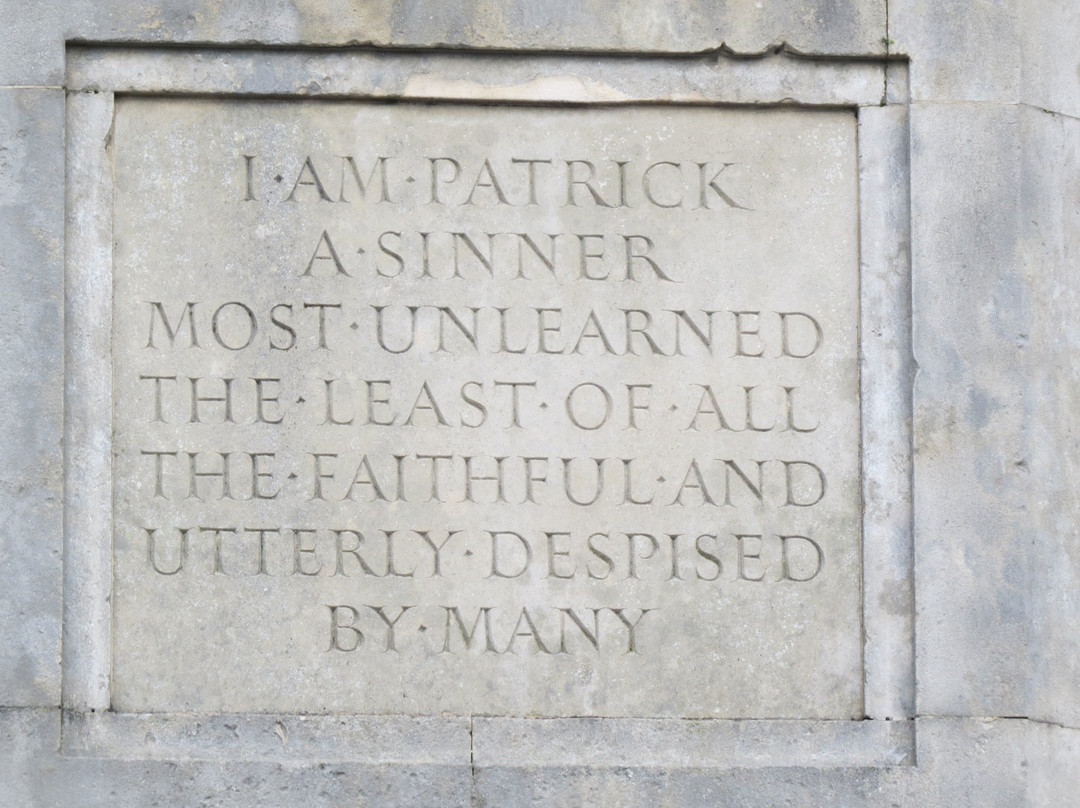 I·AM·PATRICK
A·SINNER
MOST·UNLEARNED
THE·LEAST·OF·ALL
THE·FAITHFUL·AND
UTTERLY·DESPISED
BY·MANY